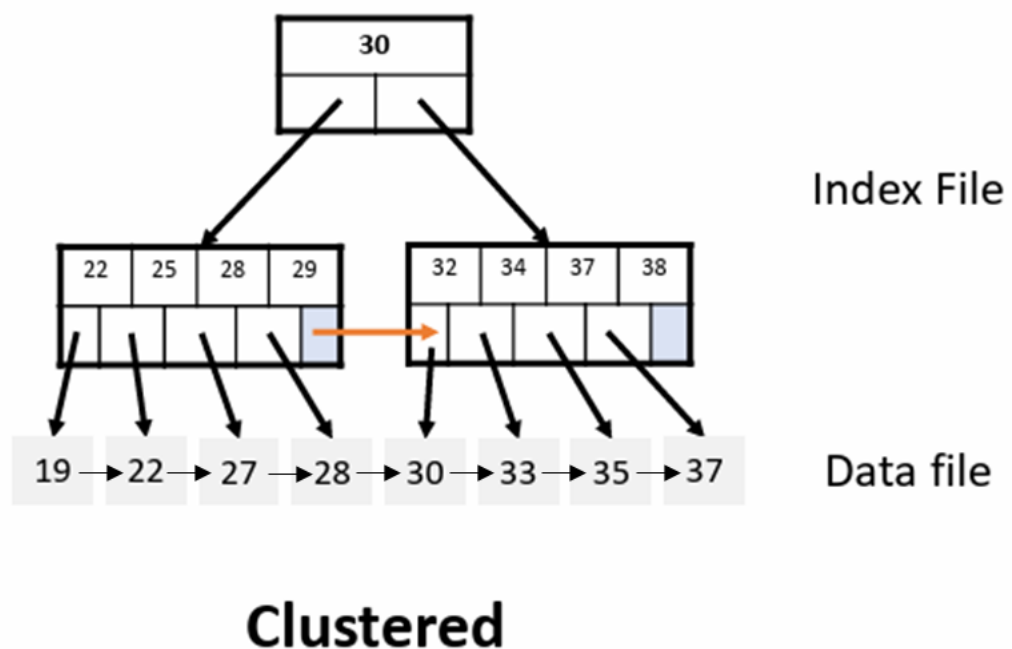 30
Index File
22 25 28 29
32 34 37 38
19 22 27 28 30 33 35 37
Data file
Clustered